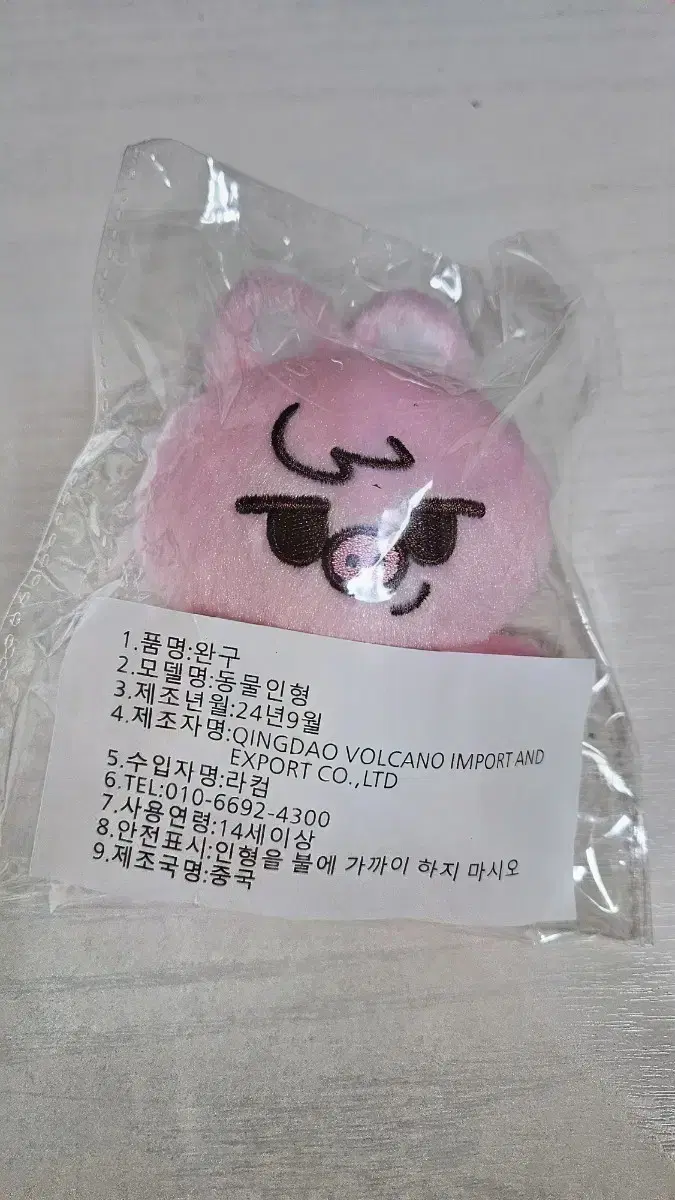 1.품명:완구
2.모델명:동물인형
3.제조년월:24년9월
4.제조자명:QINGDAO VOLCANO IMPORT AND
EXPORT CO.,LTD
5.수입자명:라컴
6.TEL:010-6692-4300
7.사용연령:14세이상
8.안전표시:인형을 불에 가까이 하지 마시오
9.제조국명:중국